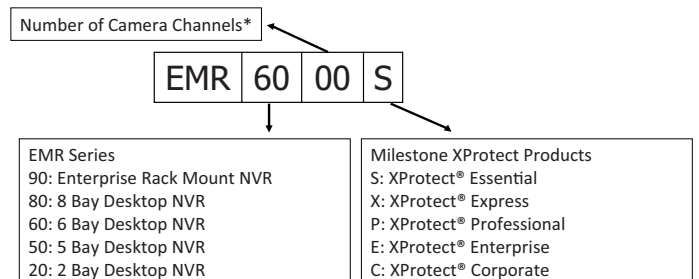 Number of Camera Channels*
EMR 60 00 S
EMR Series
90: Enterprise Rack Mount NVR
80: 8 Bay Desktop NVR
60: 6 Bay Desktop NVR
50: 5 Bay Desktop NVR
20: 2 Bay Desktop NVR
Milestone XProtect Products
S: XProtect® Essential
X: XProtect® Express
P: XProtect® Professional
E: XProtect® Enterprise
C: XProtect® Corporate